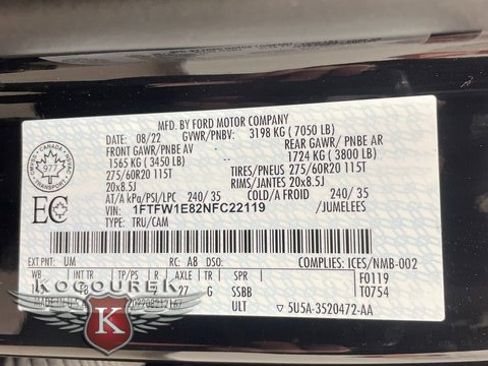 MFD. BY FORD MOTOR COMPANY
DATE: 08/22 GVWR/PNBV: 3198 KG ( 7050 LB)
FRONT GAWR/PNBE AV REAR GAWR/ PNBE AR
1565 KG ( 3450 LB) 1724 KG ( 3800 LB)
275/60R20 115T TIRES/PNEUS 275/60R20 115T
20x8.5J RIMS/JANTES 20x8.5J
AT/A kPa/PSI/LPC 240/ 35 COLD/A FROID 240/ 35
VIN: 1FTFW1E82NFC22119 /JUMELEES
TYPE: TRU/CAM
CANADA
977
EC
EXT PNT: UM RC: A8 DSO: COMPLIES: ICES/NMB-002
WB INT TR TP/PS R AXLE TR SPR F0119
27 G SSBB T0754
ULT 5U5A-3520472-AA
KOCOUREK
K